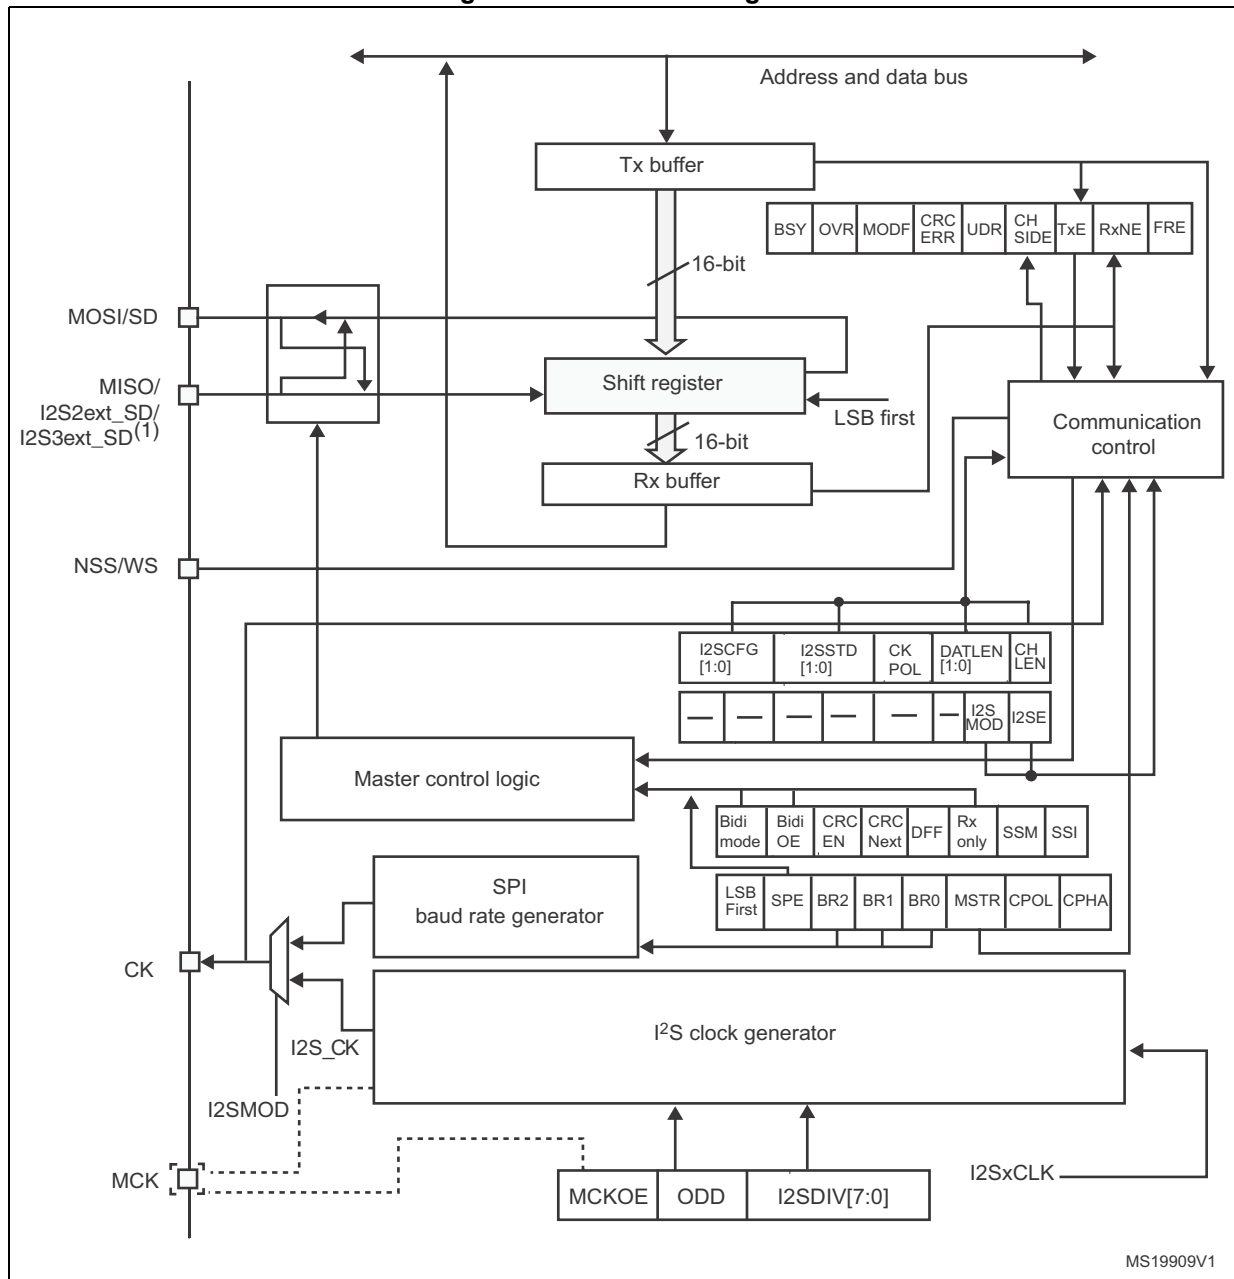 Address and data bus
Tx buffer
BSY OVR MODF CRC ERR UDR CH SIDE TxE RxNE FRE
16-bit
MOSI/SD
MISO/
I2S2ext_SD/
I2S3ext_SD(1)
Shift register
LSB first
Communication
control
16-bit
Rx buffer
NSS/WS
I2SCFG [1:0] I2SSTD [1:0] CK POL DATLEN [1:0] CH LEN
— — — — — — I2S MOD I2SE
Master control logic
Bidi mode Bidi OE CRC EN CRC Next DFF Rx only SSM SSI
LSB First SPE BR2 BR1 BR0 MSTR CPOL CPHA
SPI
baud rate generator
CK
I2S clock generator
I2S_CK
I2SMOD
MCK
MCKOE ODD I2SDIV[7:0]
I2SxCLK
MS19909V1